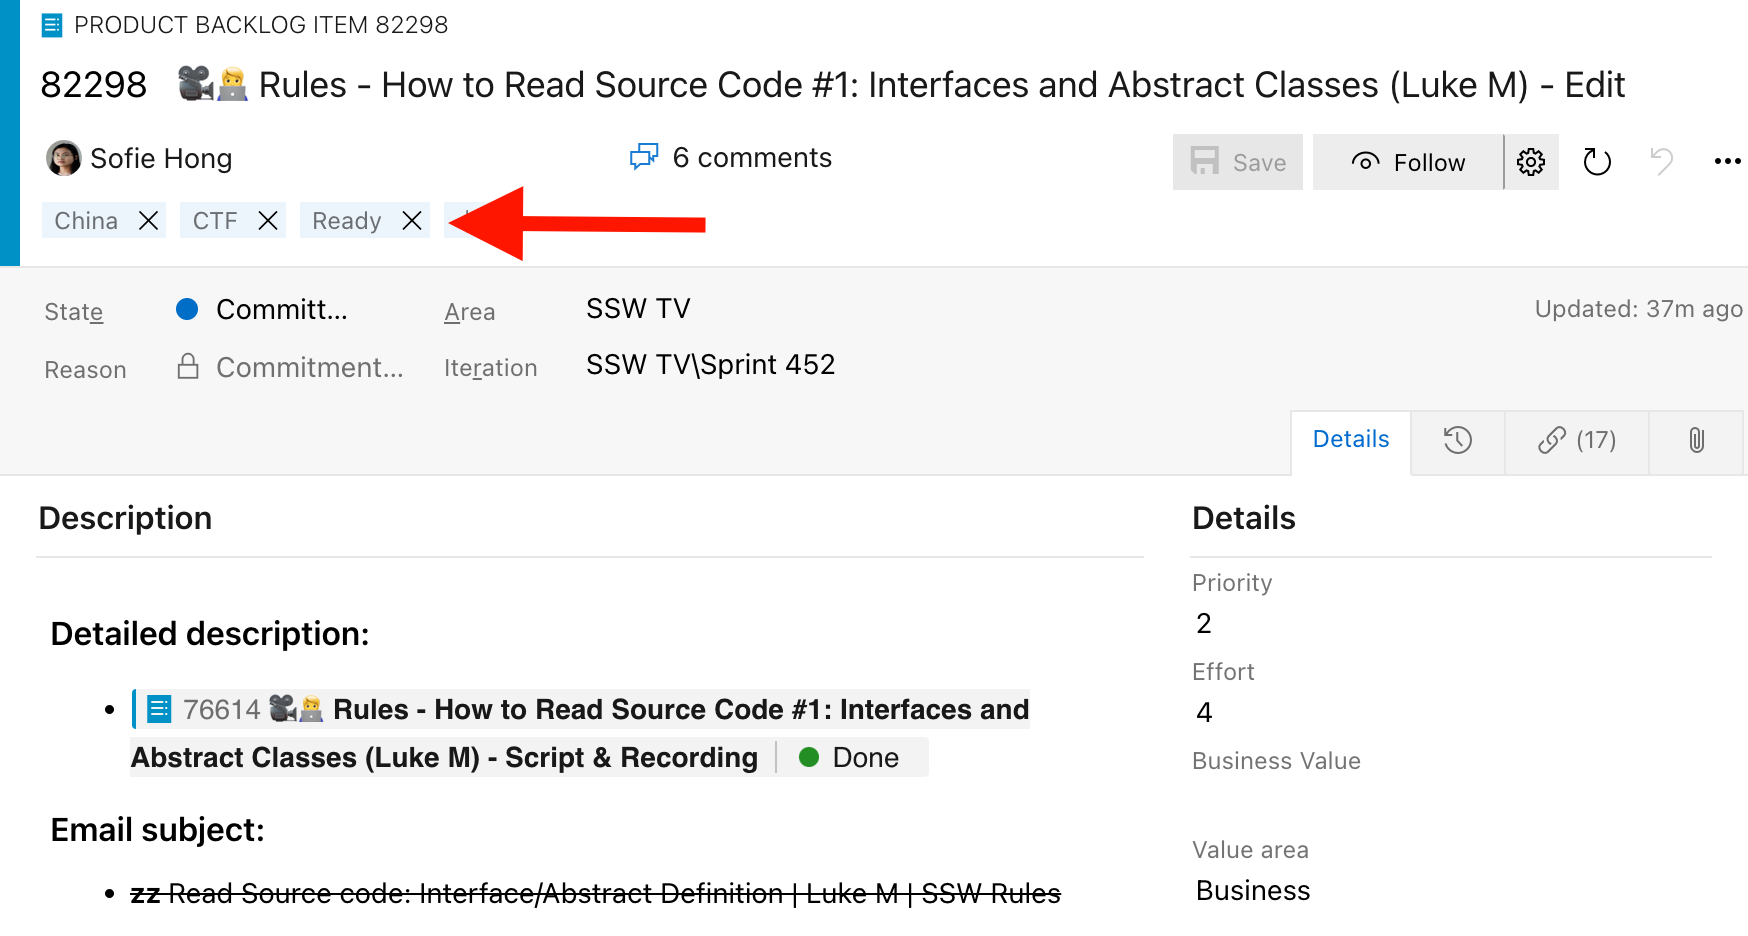 PRODUCT BACKLOG ITEM 82298
82298 🎥👩‍💻 Rules - How to Read Source Code #1: Interfaces and Abstract Classes (Luke M) - Edit
Sofie Hong 6 comments Save Follow
China CTF Ready
State Committ... Area SSW TV Updated: 37m ago
Reason Commitment... Iteration SSW TV\Sprint 452
Details (17)
Description
Details
Detailed description:
76614 🎥👩‍💻 Rules - How to Read Source Code #1: Interfaces and
Abstract Classes (Luke M) - Script & Recording Done
Email subject:
zz Read Source code: Interface/Abstract Definition | Luke M | SSW Rules
Priority
2
Effort
4
Business Value
Value area
Business